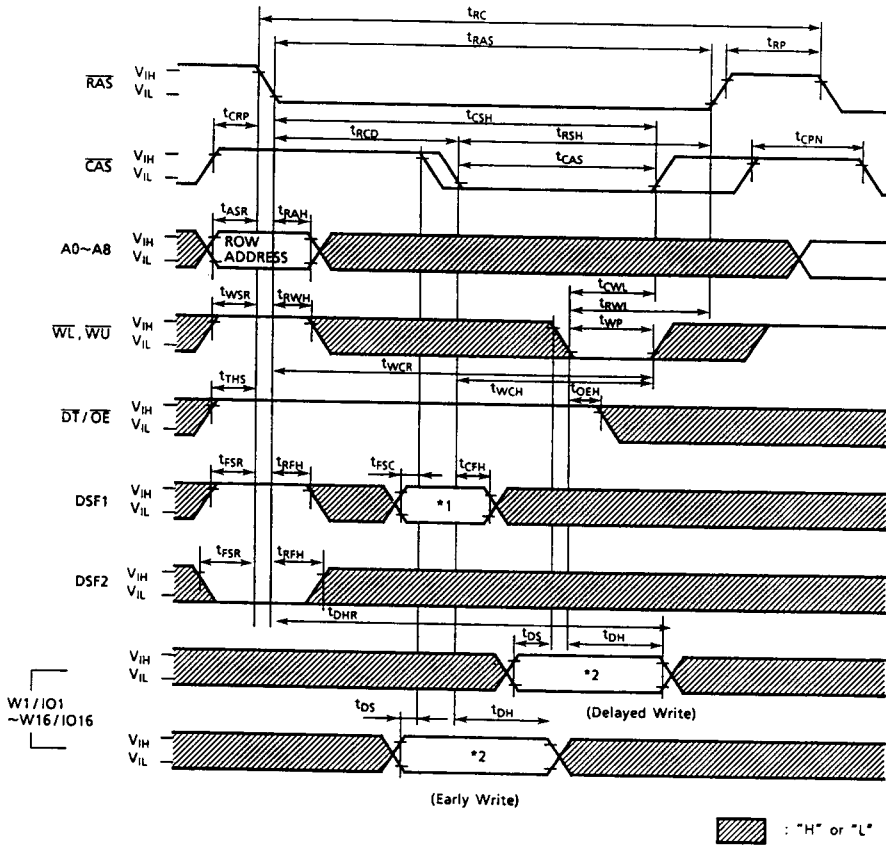 tRC
tRAS
tRP
RAS
VIH
VIL
tCRP
tRCD
tCSH
tRSH
tCPN
CAS
VIH
VIL
tCAS
tASR
tRAH
A0~A8
VIH
VIL
ROW
ADDRESS
tCWL
tRWL
tWP
tWSR
tRWH
WL, WU
VIH
VIL
tWCR
tWCH
tOEH
tTHS
DT/OE
VIH
VIL
tFSR
tRFH
tFSC
tCFH
DSF1
VIH
VIL
*1
tFSR
tRFH
DSF2
VIH
VIL
tDHR
tDS
tDH
VIH
VIL
*2
(Delayed Write)
W1/IO1
~W16/IO16
tDS
tDH
VIH
VIL
*2
(Early Write)
: "H" or "L"